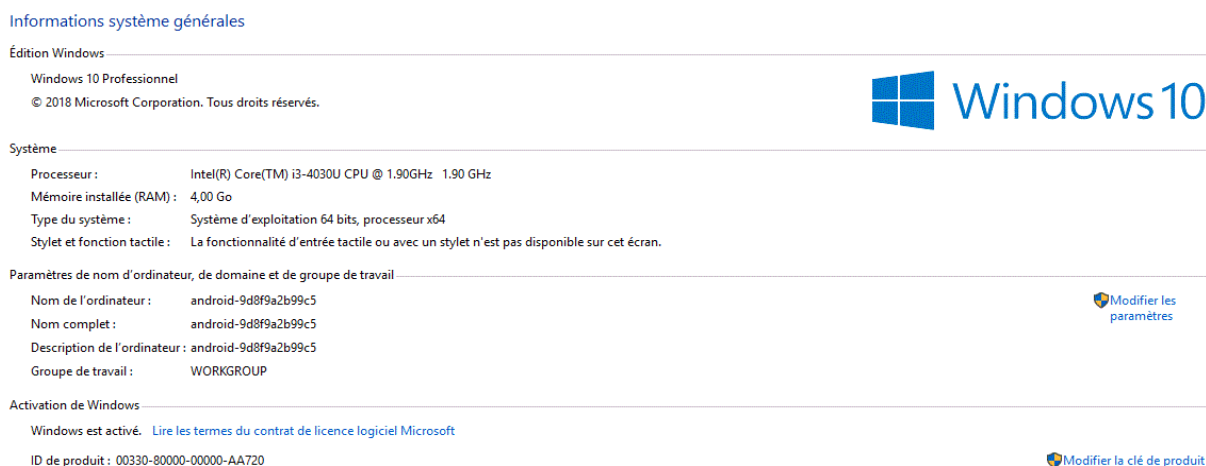 Informations système générales
Édition Windows
Windows 10 Professionnel
© 2018 Microsoft Corporation. Tous droits réservés.
Windows 10
Système
Processeur : Intel(R) Core(TM) i3-4030U CPU @ 1.90GHz 1.90 GHz
Mémoire installée (RAM) : 4,00 Go
Type du système : Système d'exploitation 64 bits, processeur x64
Stylet et fonction tactile : La fonctionnalité d'entrée tactile ou avec un stylet n'est pas disponible sur cet écran.
Paramètres de nom d'ordinateur, de domaine et de groupe de travail
Nom de l'ordinateur : android-9d8f9a2b99c5
Modifier les
paramètres
Nom complet : android-9d8f9a2b99c5
Description de l'ordinateur : android-9d8f9a2b99c5
Groupe de travail : WORKGROUP
Activation de Windows
Windows est activé. Lire les termes du contrat de licence logiciel Microsoft
ID de produit : 00330-80000-00000-AA720
Modifier la clé de produit